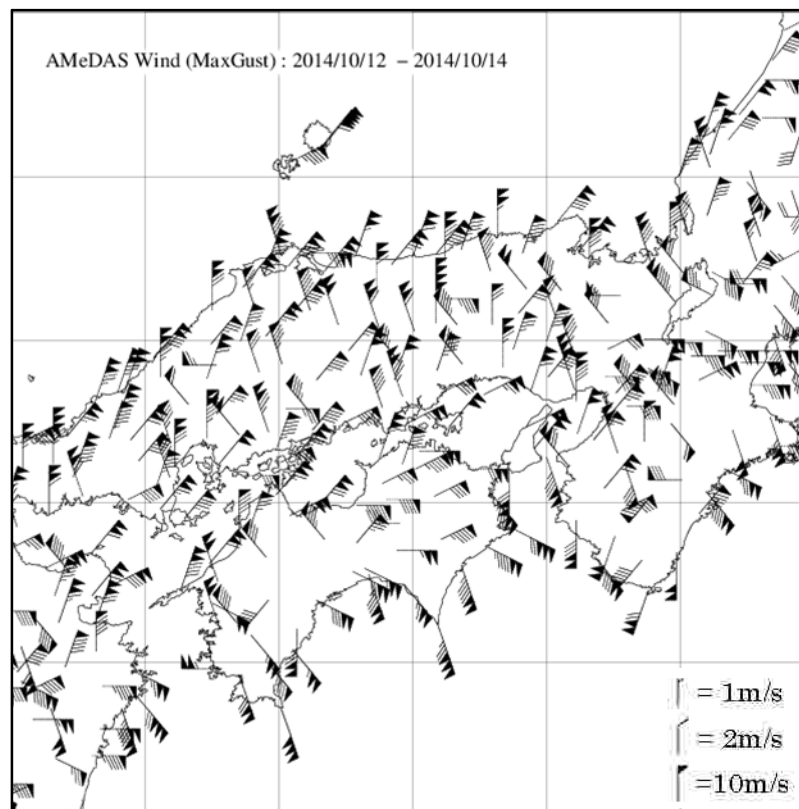 AMeDAS Wind (MaxGust) : 2014/10/12 – 2014/10/14
= 1m/s
= 2m/s
=10m/s